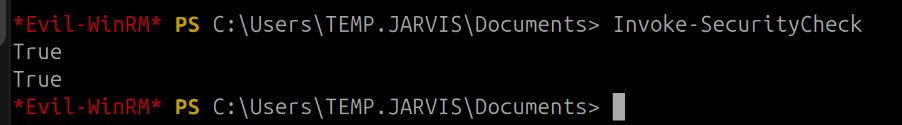 *Evil-WinRM* PS C:\Users\TEMP.JARVIS\Documents> Invoke-SecurityCheck
True
True
*Evil-WinRM* PS C:\Users\TEMP.JARVIS\Documents>